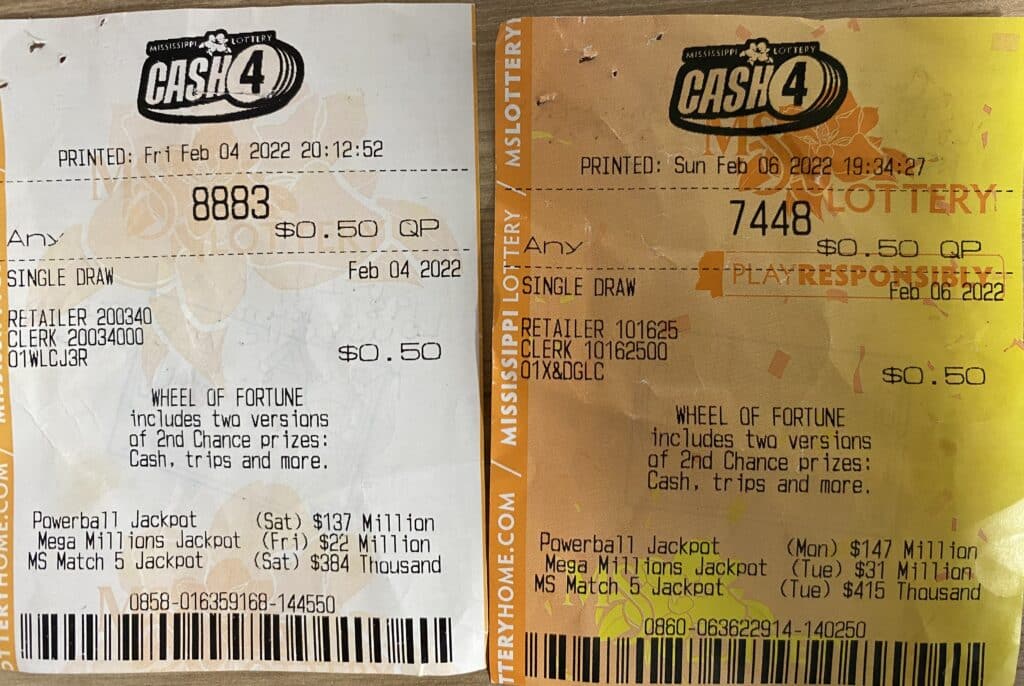 MISSISSIPPI LOTTERY
CASH 4
PRINTED: Fri Feb 04 2022 20:12:52
8883
Any $0.50 QP
SINGLE DRAW Feb 04 2022
RETAILER 200340
CLERK 20034000
01WLCJ3R $0.50
WHEEL OF FORTUNE
includes two versions
of 2nd Chance prizes:
Cash, trips and more.
Powerball Jackpot (Sat) $137 Million
Mega Millions Jackpot (Fri) $22 Million
MS Match 5 Jackpot (Sat) $384 Thousand
0858-016359168-144550
MISSISSIPPI LOTTERY
CASH 4
PRINTED: Sun Feb 06 2022 19:34:27
7448
LOTTERY
Any $0.50 QP
PLAY RESPONSIBLY
SINGLE DRAW Feb 06 2022
RETAILER 101625
CLERK 10162500
01X&DGLC $0.50
WHEEL OF FORTUNE
includes two versions
of 2nd Chance prizes:
Cash, trips and more.
Powerball Jackpot (Mon) $147 Million
Mega Millions Jackpot (Tue) $31 Million
MS Match 5 Jackpot (Tue) $415 Thousand
0860-063622914-140250
TTERYHOME.COM / MISSISSIPPI LOTTERY / MSLOTTERY